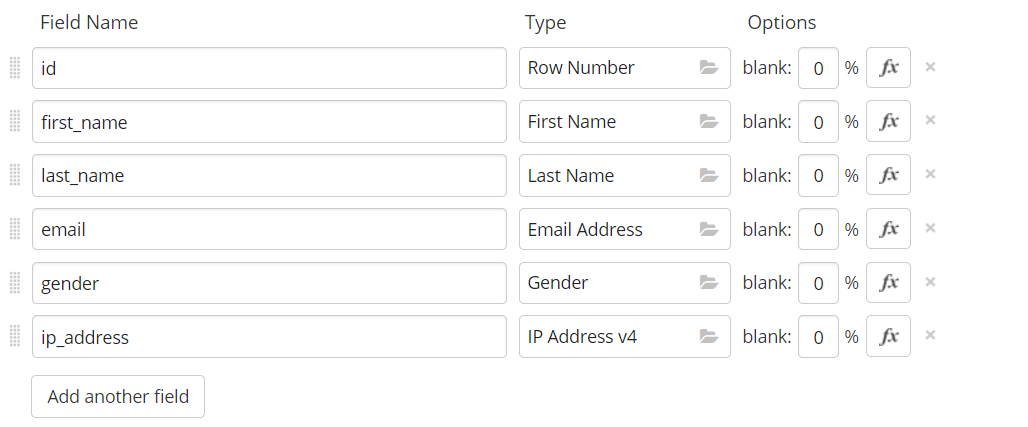 Field Name Type Options
id Row Number blank: 0 % fx ×
first_name First Name blank: 0 % fx ×
last_name Last Name blank: 0 % fx ×
email Email Address blank: 0 % fx ×
gender Gender blank: 0 % fx ×
ip_address IP Address v4 blank: 0 % fx ×
Add another field